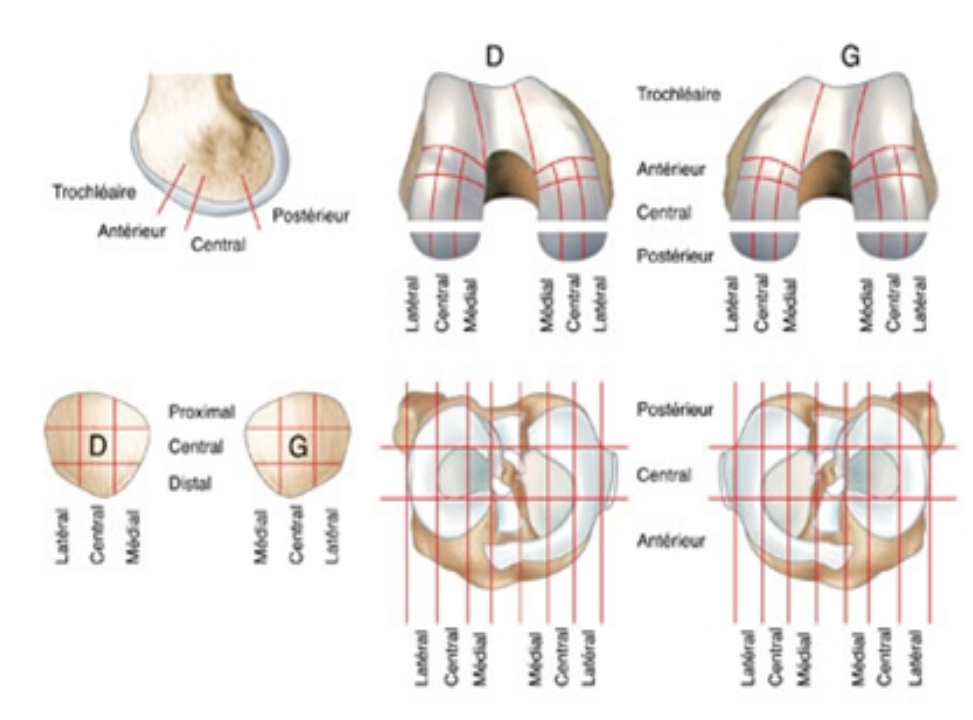 D
G
Trochléaire
Antérieur
Central
Postérieur
Trochléaire
Antérieur
Central
Postérieur
Latéral
Central
Médial
Médial
Central
Latéral
Latéral
Central
Médial
Médial
Central
Latéral
D
G
Proximal
Central
Distal
Latéral
Central
Médial
Médial
Central
Latéral
Postérieur
Central
Antérieur
Latéral
Central
Médial
Médial
Central
Latéral
Latéral
Central
Médial
Médial
Central
Latéral